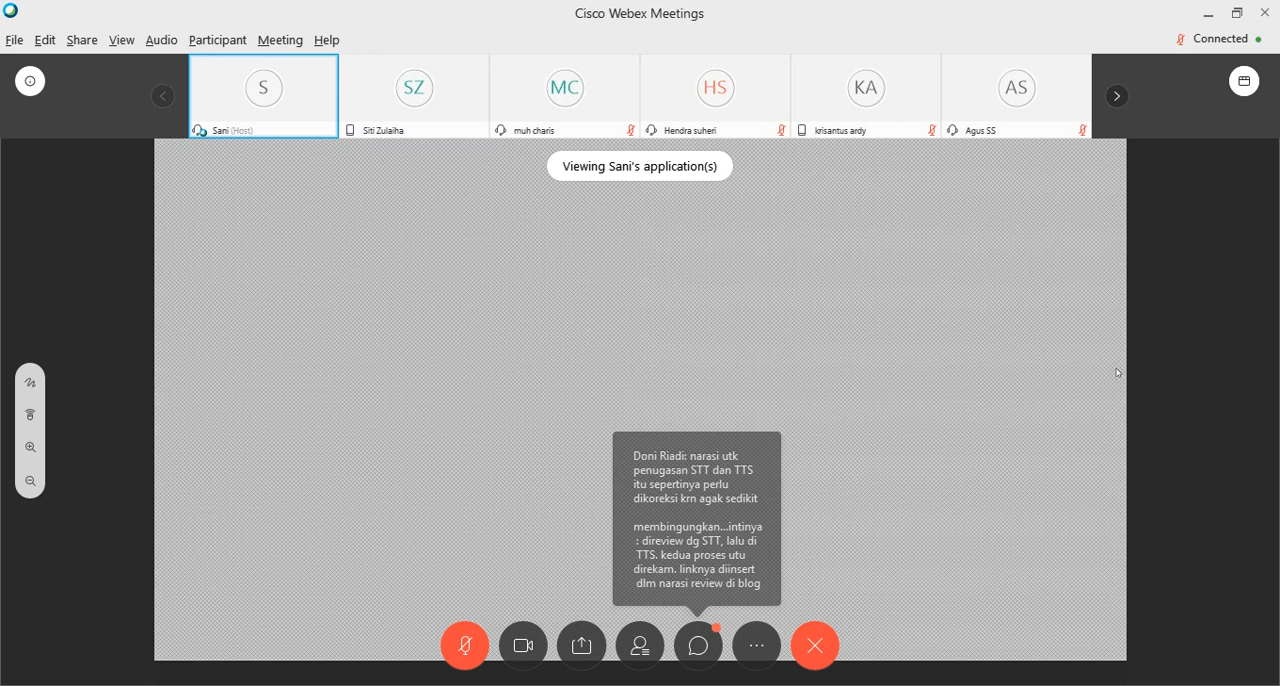 Cisco Webex Meetings
File Edit Share View Audio Participant Meeting Help
Connected
S
SZ
MC
HS
KA
AS
Sani (Host)
Siti Zulaiha
muh charis
Hendra suheri
krisantus ardy
Agus SS
Viewing Sani's application(s)
Doni Riadi: narasi utk
penugasan STT dan TTS
itu sepertinya perlu
dikoreksi krn agak sedikit
membingungkan...intinya
: direview dg STT, lalu di
TTS. kedua proses utu
direkam. linknya diinsert
dlm narasi review di blog